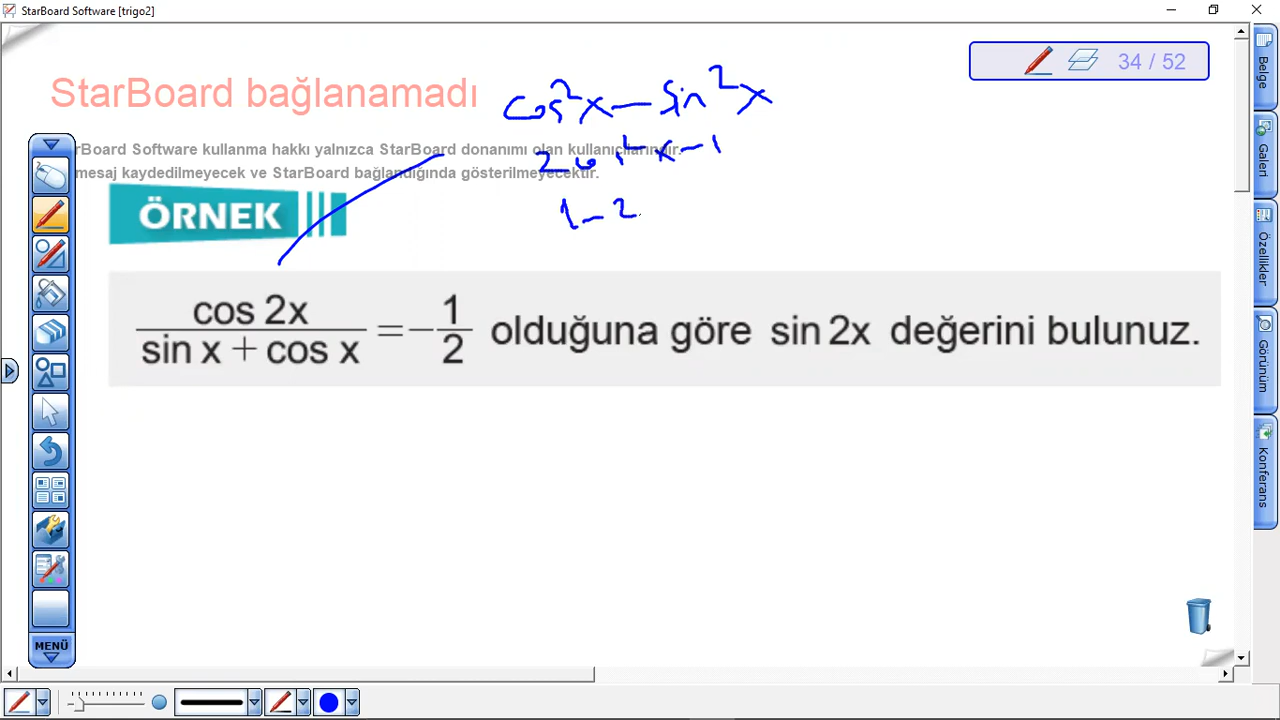 StarBoard Software [trigo2]
34 / 52
StarBoard bağlanamadı
cos²x - sin²x
rBoard Software kullanma hakkı yalnızca StarBoard donanımı olan kullanıcılarındır.
2cos²x-1
mesaj kaydedilmeyecek ve StarBoard bağlandığında gösterilmeyecektir.
ÖRNEK
1-2
cos 2x / sin x + cos x = - 1/2 olduğuna göre sin 2x değerini bulunuz.
MENÜ
Belge
Galeri
Özellikler
Görünüm
Konferans